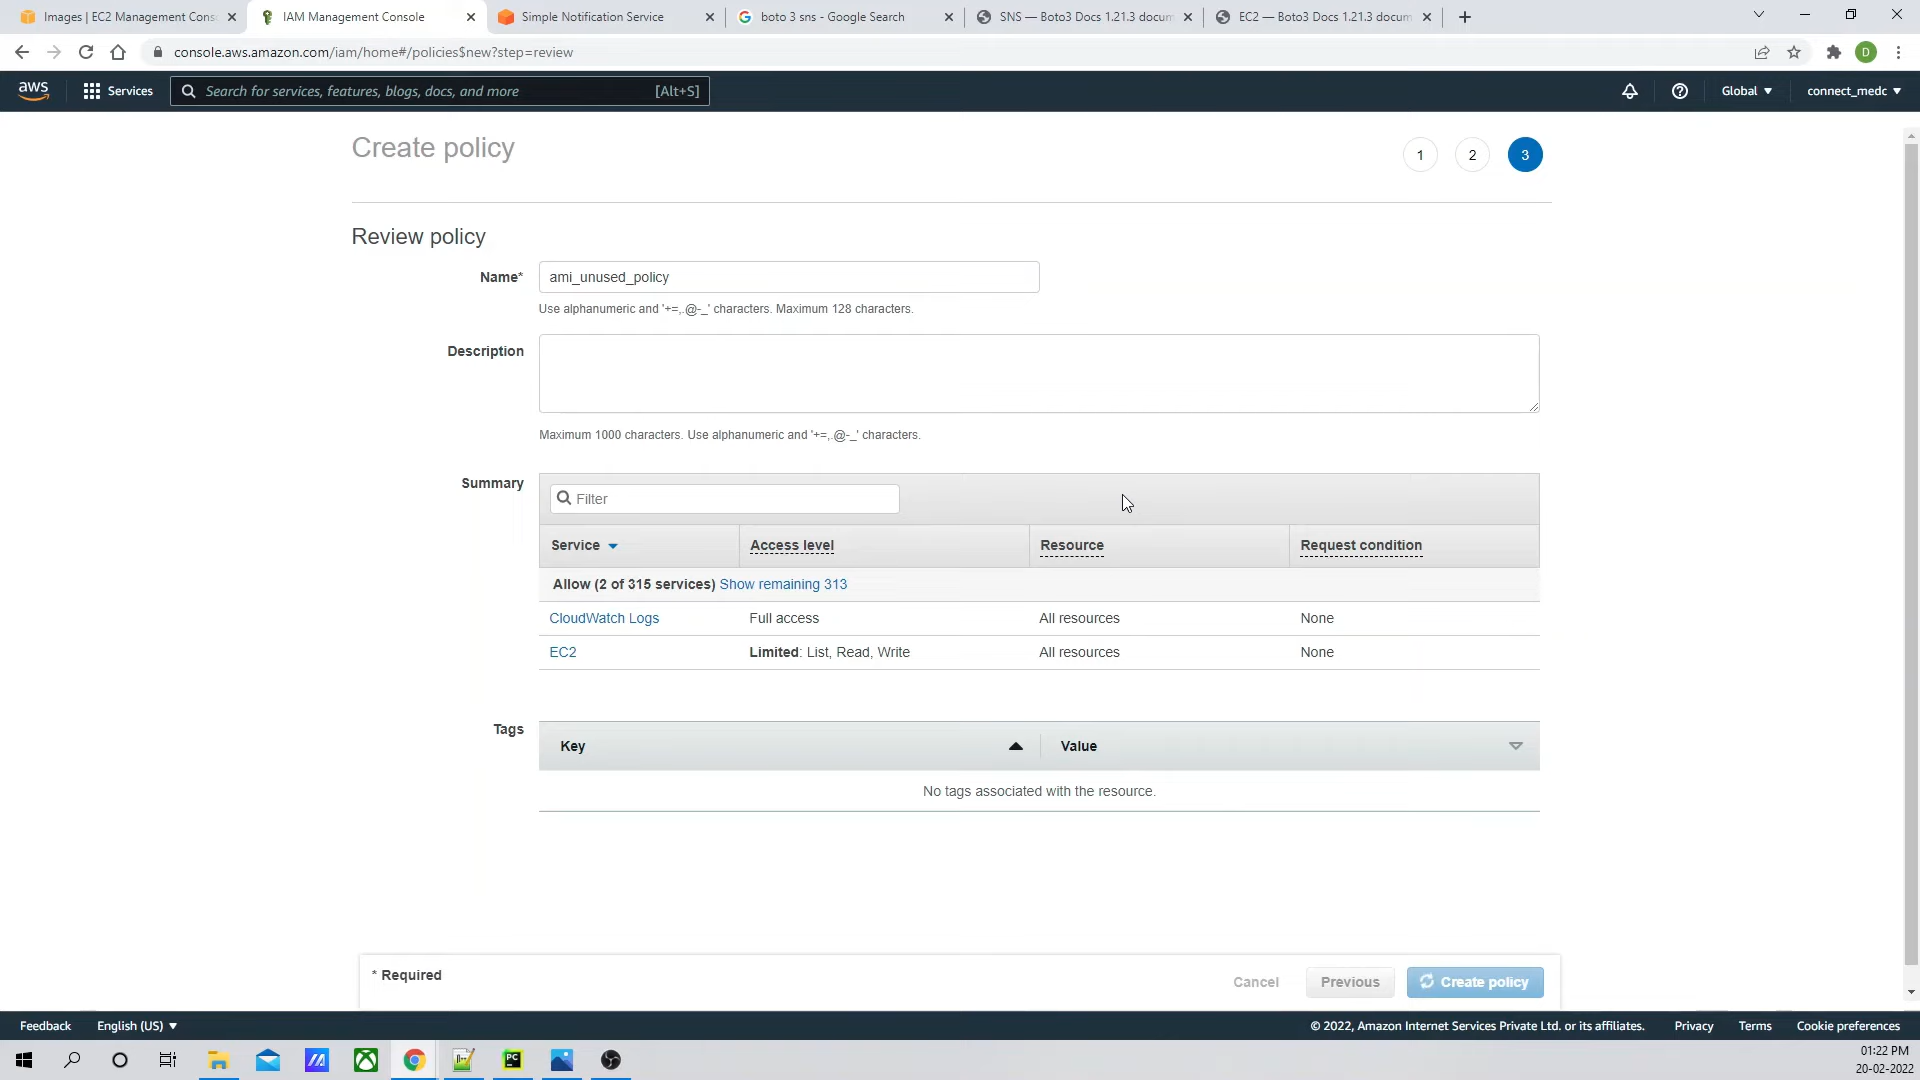 Images | EC2 Management Cons
IAM Management Console
Simple Notification Service
boto 3 sns - Google Search
SNS — Boto3 Docs 1.21.3 docum
EC2 — Boto3 Docs 1.21.3 docum
console.aws.amazon.com/iam/home#/policies$new?step=review
D
aws
Services
Search for services, features, blogs, docs, and more
[Alt+S]
Global
connect_medc
Create policy
1
2
3
Review policy
Name*
ami_unused_policy
Use alphanumeric and '+=,.@-_' characters. Maximum 128 characters.
Description
Maximum 1000 characters. Use alphanumeric and '+=,.@-_' characters.
Summary
Filter
Service
Access level
Resource
Request condition
Allow (2 of 315 services) Show remaining 313
CloudWatch Logs
Full access
All resources
None
EC2
Limited: List, Read, Write
All resources
None
Tags
Key
Value
No tags associated with the resource.
* Required
Cancel
Previous
Create policy
Feedback
English (US)
© 2022, Amazon Internet Services Private Ltd. or its affiliates.
Privacy
Terms
Cookie preferences
PC
01:22 PM
20-02-2022